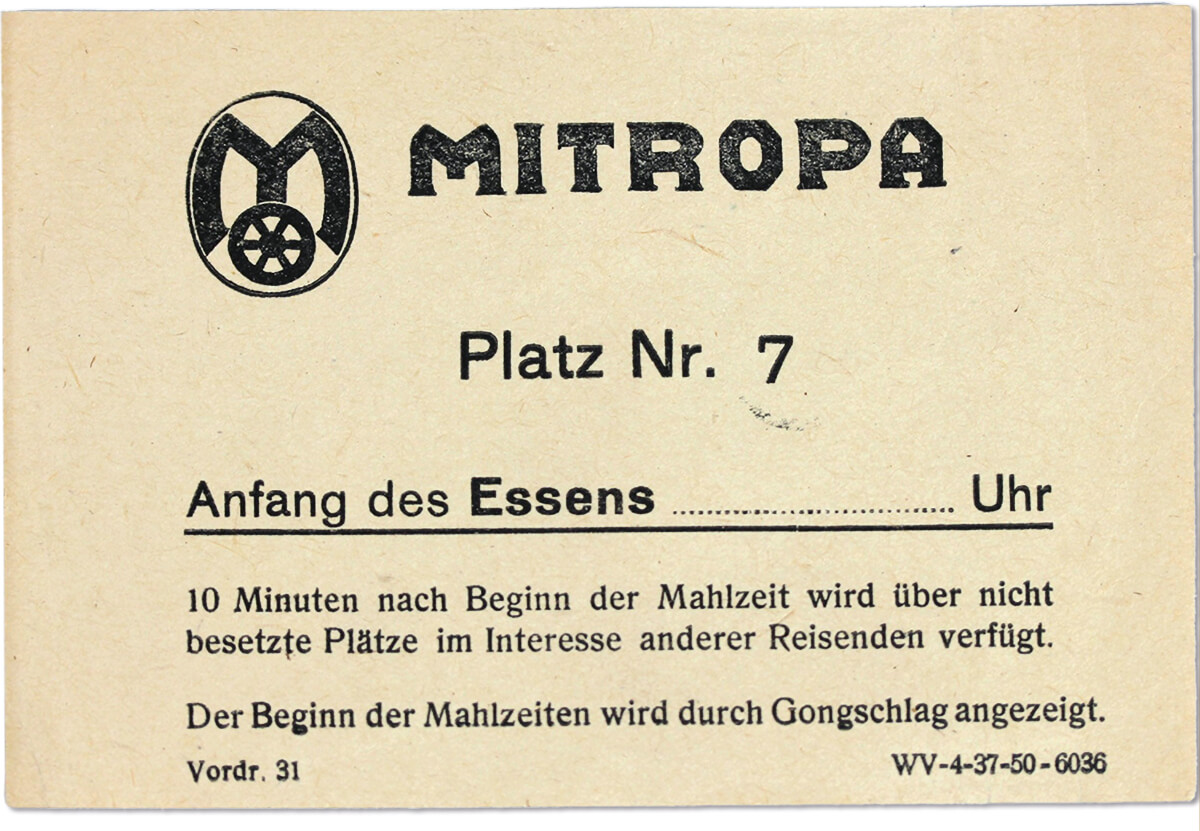 M
MITROPA
Platz Nr. 7
Anfang des Essens ........................................ Uhr
10 Minuten nach Beginn der Mahlzeit wird über nicht
besetzte Plätze im Interesse anderer Reisenden verfügt.
Der Beginn der Mahlzeiten wird durch Gongschlag angezeigt.
Vordr. 31
WV-4-37-50-6036